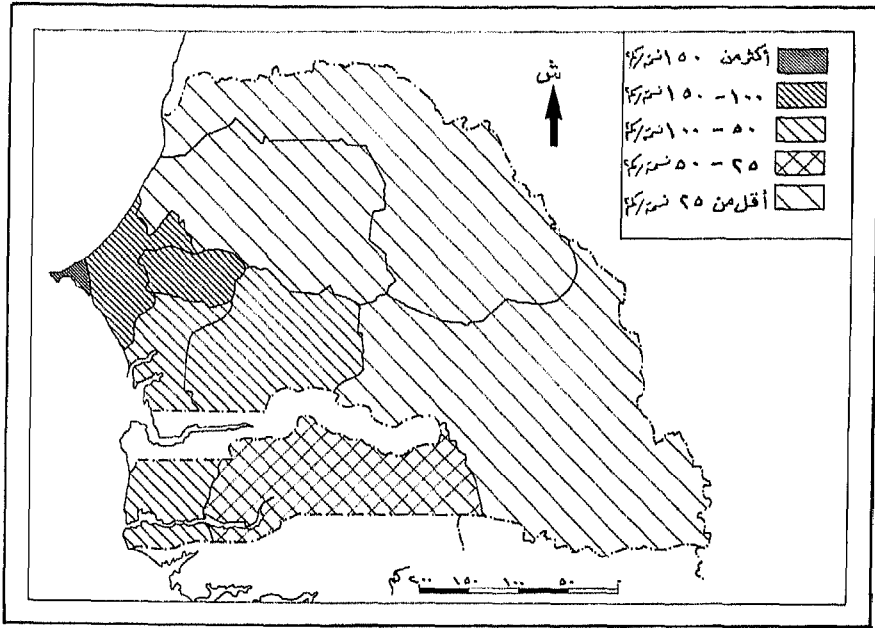 أكثر من ١٥٠ نسمة/كم٢
١٠٠ - ١٥٠ نسمة/كم٢
٥٠ - ١٠٠ نسمة/كم٢
٢٥ - ٥٠ نسمة/كم٢
أقل من ٢٥ نسمة/كم٢
ش
٠ ٥٠ ١٠٠ ١٥٠ ٢٠٠ كم